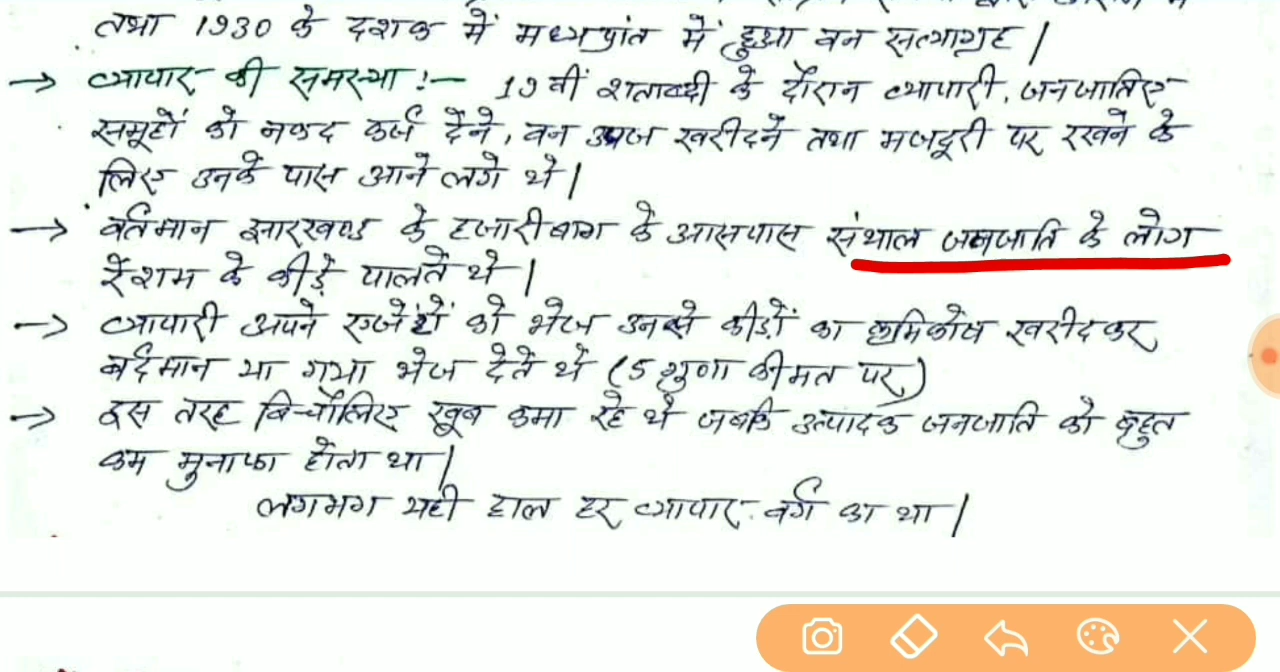 तथा 1930 के दशक में मध्यप्रांत में हुआ वन सत्याग्रह |
→ व्यापार की समस्या :- 19 वीं शताब्दी के दौरान व्यापारी, जनजातिए
समूहों को नकद कर्ज देने, वन उपज खरीदने तथा मजदूरी पर रखने के
लिए उनके पास आने लगे थे |
→ वर्तमान झारखण्ड के हजारीबाग के आसपास संथाल जनजाति के लोग
रेशम के कीड़े पालते थे |
→ व्यापारी अपने एजेंटों को भेज उनसे कीड़ों का कृमिकोष खरीदकर
बर्दमान या गया भेज देते थे (5 गुणा कीमत पर)
→ इस तरह बिचौलिए खूब कमा रहे थे जबकि उत्पादक जनजाति को बहुत
कम मुनाफा होता था |
लगभग यही हाल हर व्यापार वर्ग का था |